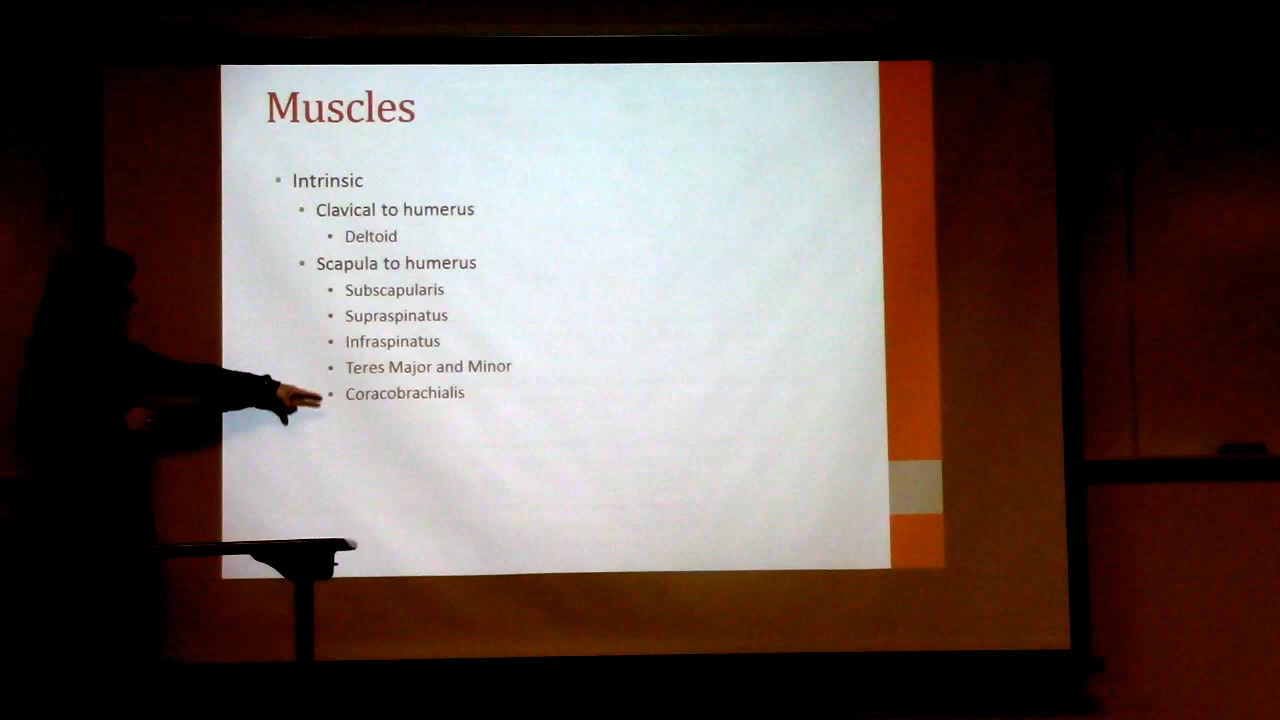 Muscles
• Intrinsic
• Clavical to humerus
• Deltoid
• Scapula to humerus
• Subscapularis
• Supraspinatus
• Infraspinatus
• Teres Major and Minor
• Coracobrachialis